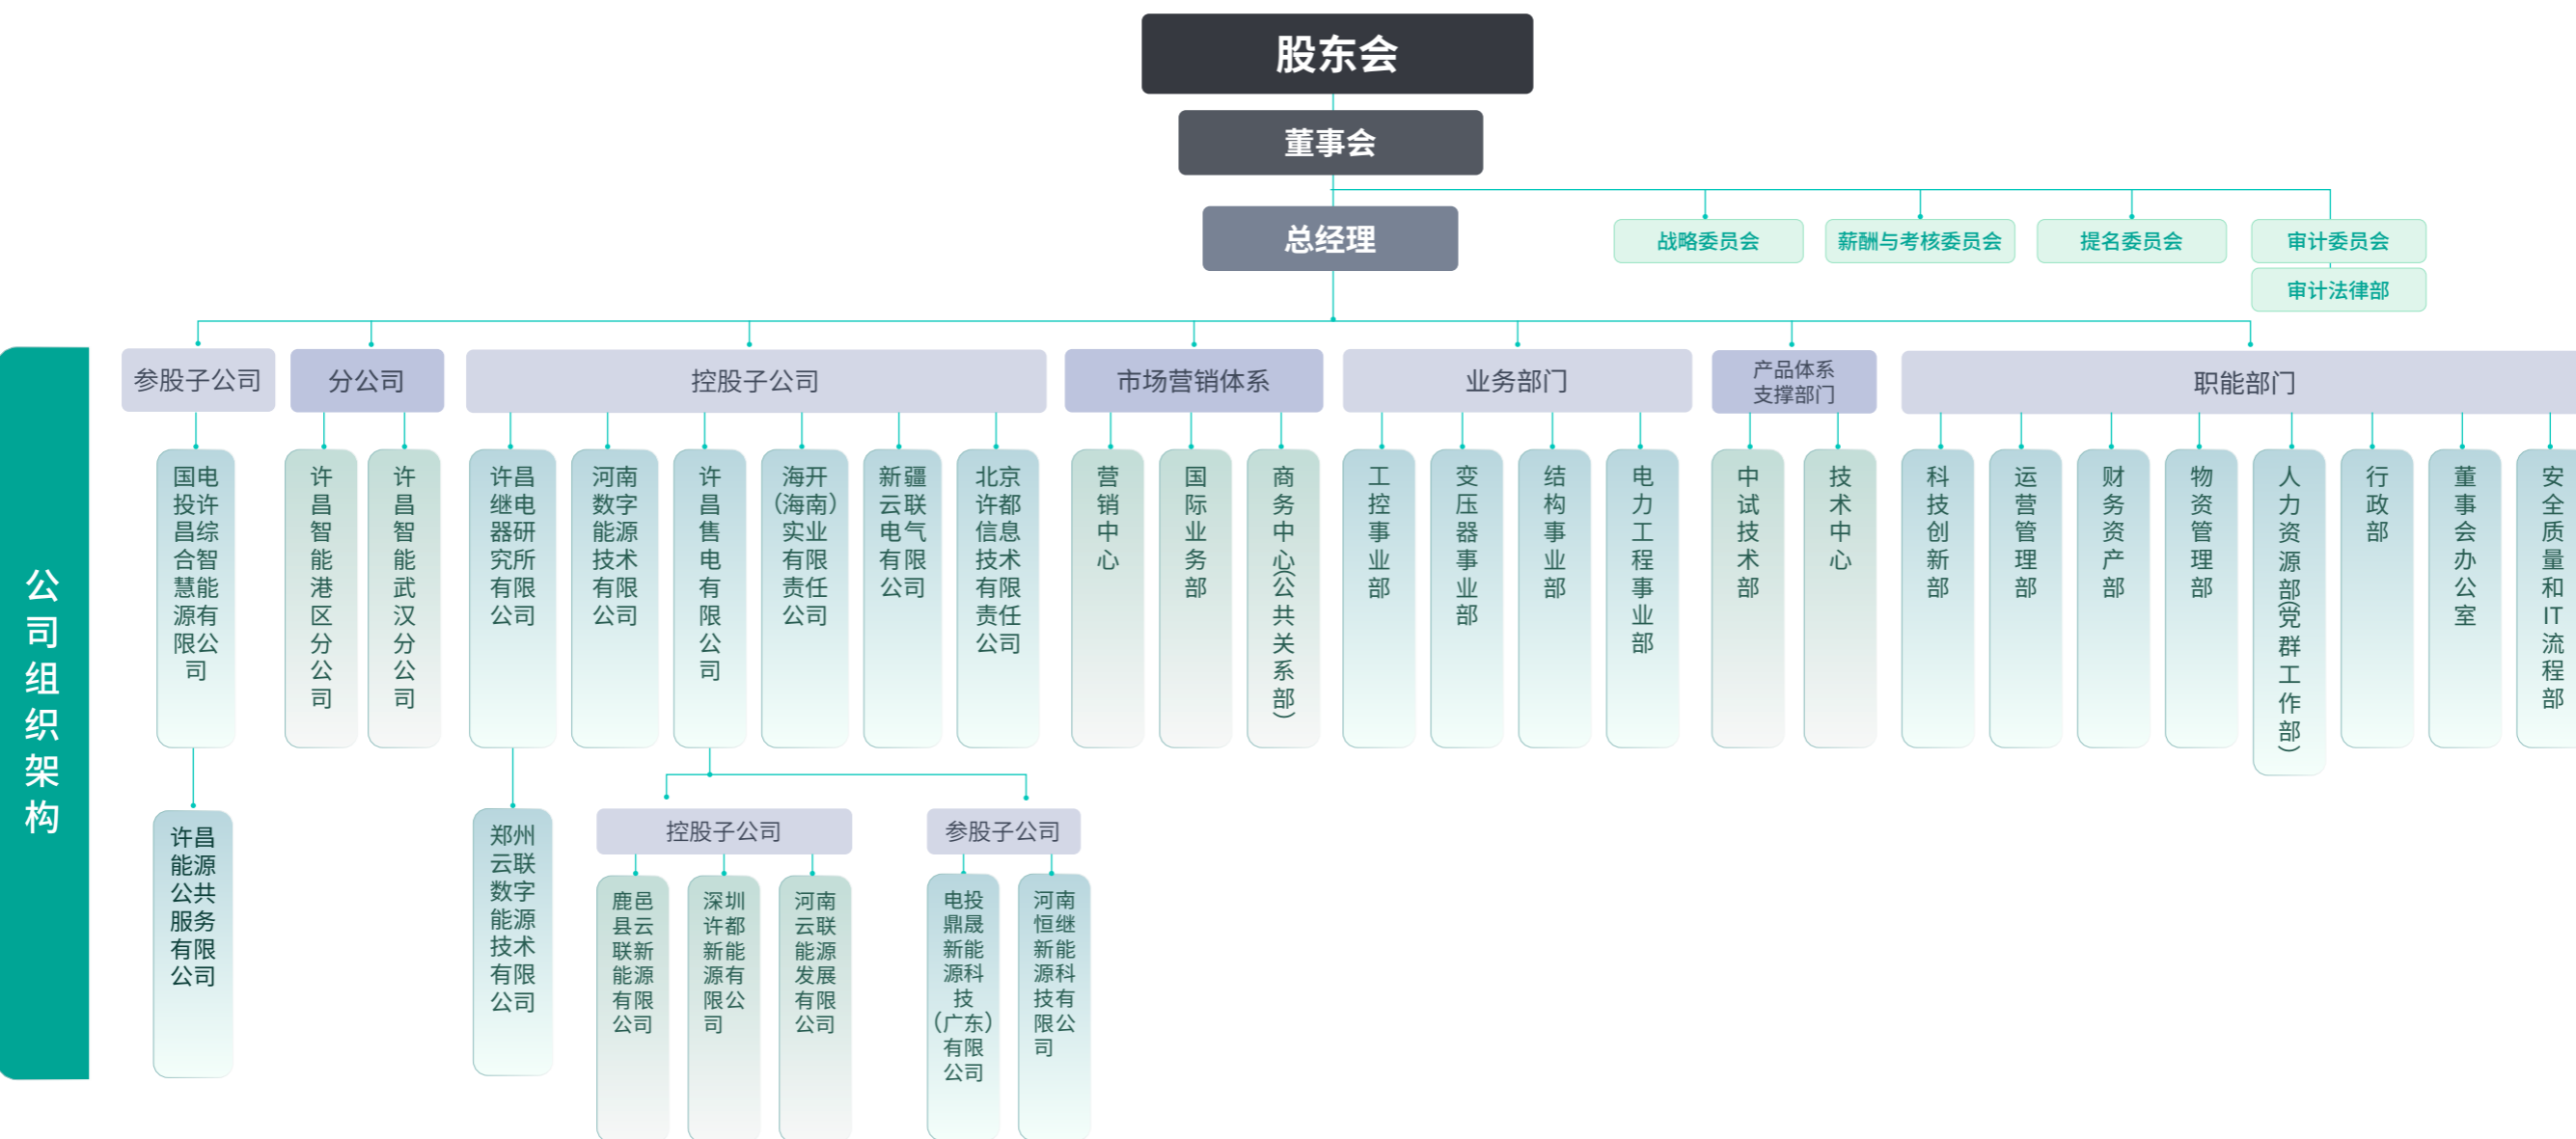 股东会
董事会
总经理
战略委员会
薪酬与考核委员会
提名委员会
审计委员会
审计法律部
公司组织架构
参股子公司
分公司
控股子公司
市场营销体系
业务部门
产品体系
支撑部门
职能部门
国电
投许
昌综
合智
慧能
源有
限公
司
许昌智能港区分公司
许昌智能武汉分公司
许昌
继电
器研
究所
有限
公司
河南
数字
能源
技术
有限
公司
许昌售电有限公司
海开
（海南）
实业
有限
责任
公司
新疆
云联
电气
有限
公司
北京
许都
信息
技术
有限
责任
公司
营销中心
国际业务部
商务中心（公共关系部）
工控事业部
变压器事业部
结构事业部
电力工程事业部
中试技术部
技术中心
科技创新部
运营管理部
财务资产部
物资管理部
人力资源部（党群工作部）
行政部
董事会办公室
安全质量和IT流程部
许昌
能源
公共
服务
有限
公司
郑州
云联
数字
能源
技术
有限
公司
控股子公司
参股子公司
鹿邑
县云
联新
能源
有限
公司
深圳
许都
新能
源有
限公
司
河南
云联
能源
发展
有限
公司
电投
鼎晟
新能
源科
技
（广东）
有限
公司
河南
恒继
新能
源科
技有
限公
司